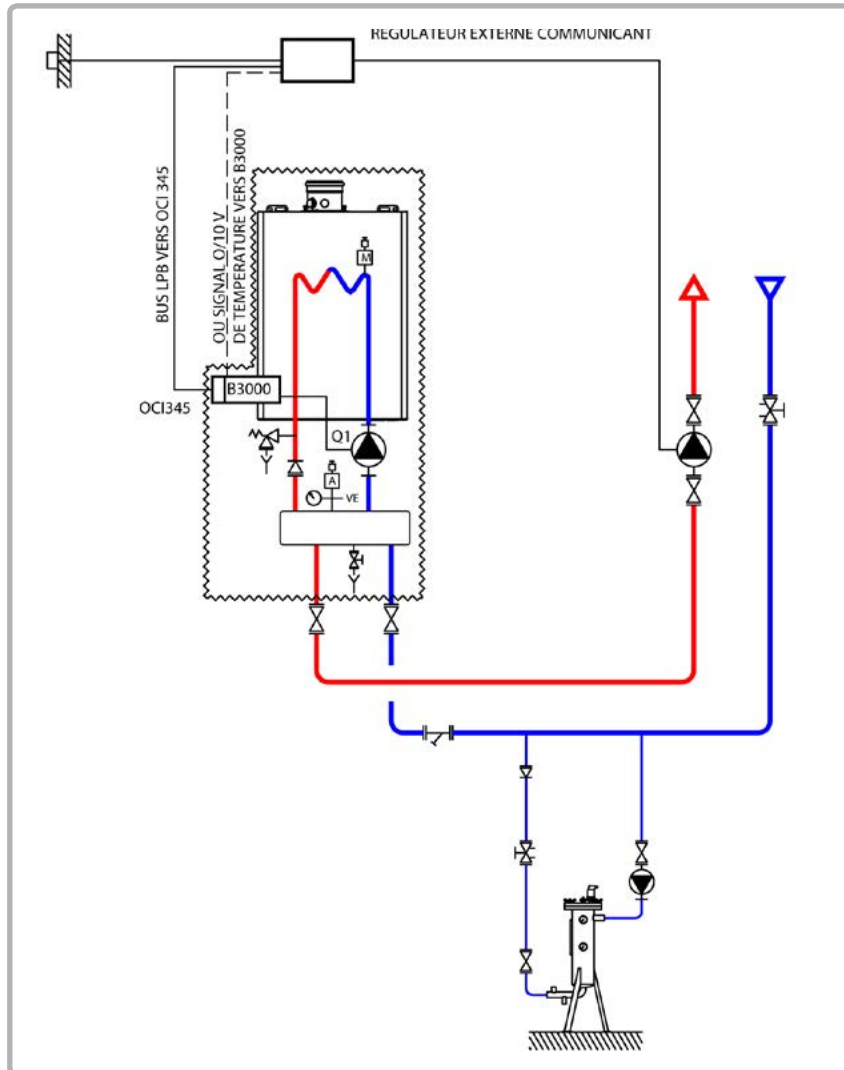 REGULATEUR EXTERNE COMMUNICANT
BUS LPB VERS OCI 345
OU SIGNAL O/10 V
DE TEMPERATURE VERS B3000
M
B3000
OCI345
Q1
A
VE